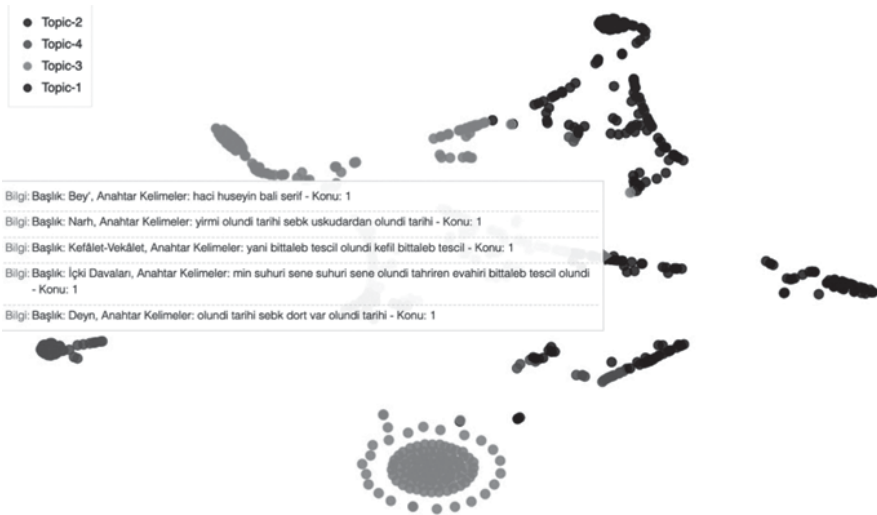 Topic-2
Topic-4
Topic-3
Topic-1
Bilgi: Başlık: Bey', Anahtar Kelimeler: haci huseyin bali serif - Konu: 1
Bilgi: Başlık: Narh, Anahtar Kelimeler: yirmi olundi tarihi sebk uskudardan olundi tarihi - Konu: 1
Bilgi: Başlık: Kefâlet-Vekâlet, Anahtar Kelimeler: yani bittaleb tescil olundi kefil bittaleb tescil - Konu: 1
Bilgi: Başlık: İçki Davaları, Anahtar Kelimeler: min suhuri sene suhuri sene olundi tahriren evahiri bittaleb tescil olundi
- Konu: 1
Bilgi: Başlık: Deyn, Anahtar Kelimeler: olundi tarihi sebk dort var olundi tarihi - Konu: 1